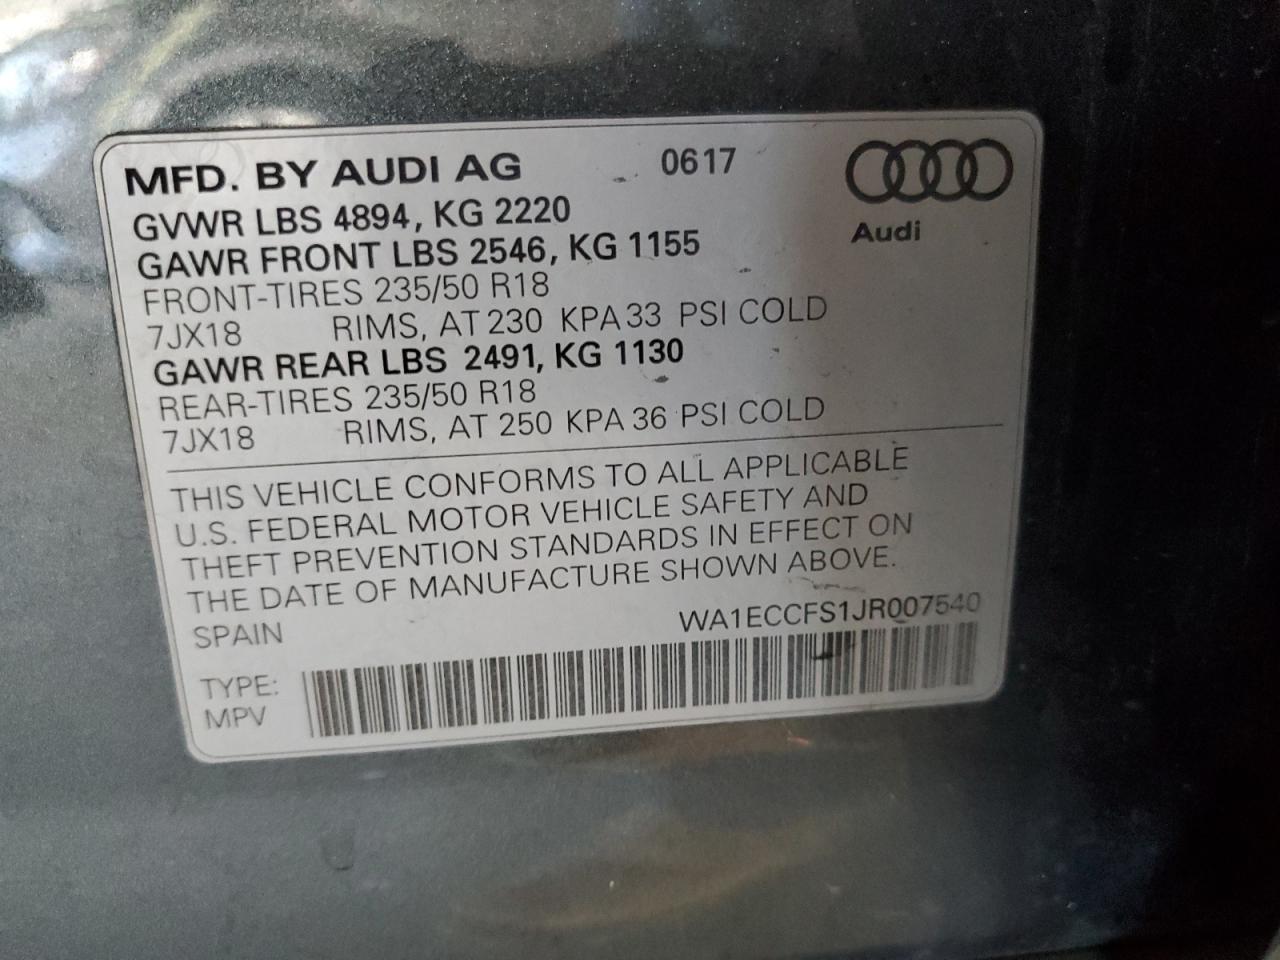 MFD. BY AUDI AG 0617
Audi
GVWR LBS 4894, KG 2220
GAWR FRONT LBS 2546, KG 1155
FRONT-TIRES 235/50 R18
7JX18 RIMS, AT 230 KPA 33 PSI COLD
GAWR REAR LBS 2491, KG 1130
REAR-TIRES 235/50 R18
7JX18 RIMS, AT 250 KPA 36 PSI COLD
THIS VEHICLE CONFORMS TO ALL APPLICABLE
U.S. FEDERAL MOTOR VEHICLE SAFETY AND
THEFT PREVENTION STANDARDS IN EFFECT ON
THE DATE OF MANUFACTURE SHOWN ABOVE.
SPAIN WA1ECCFS1JR007540
TYPE:
MPV